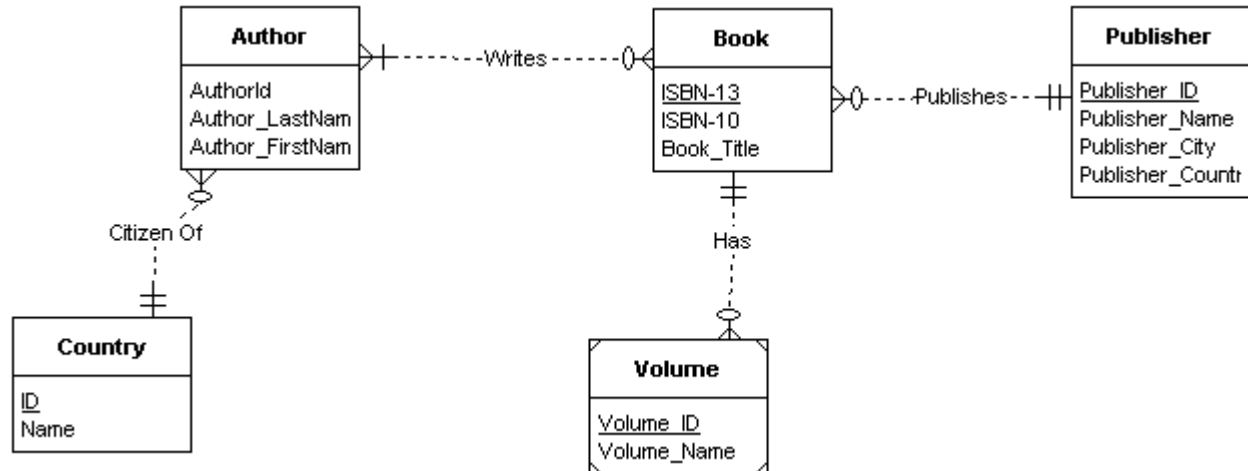 Author
AuthorId
Author_LastNam
Author_FirstNam
Writes
Book
ISBN-13
ISBN-10
Book_Title
Publishes
Publisher
Publisher_ID
Publisher_Name
Publisher_City
Publisher_Countr
Citizen Of
Has
Country
ID
Name
Volume
Volume_ID
Volume_Name